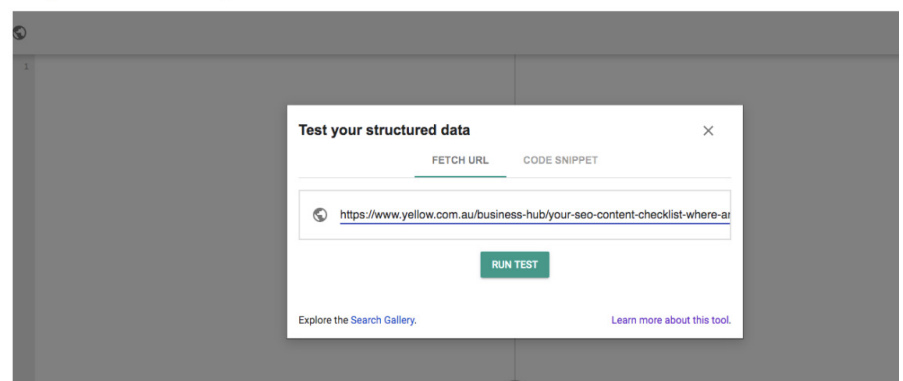 1
Test your structured data
FETCH URL CODE SNIPPET
https://www.yellow.com.au/business-hub/your-seo-content-checklist-where-ar
RUN TEST
Explore the Search Gallery. Learn more about this tool.